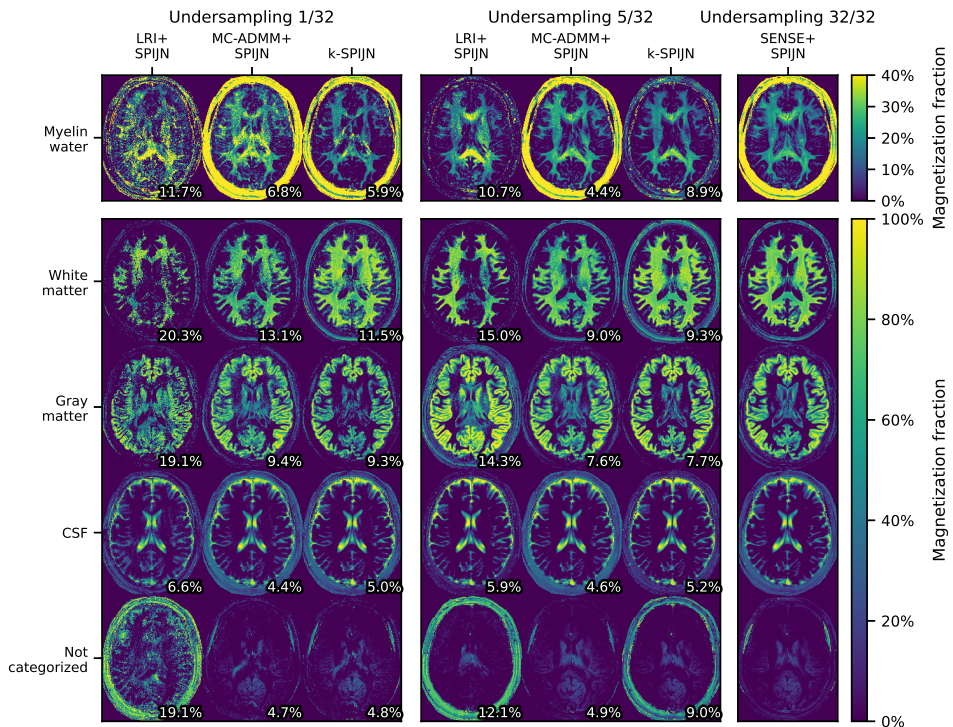 Undersampling 1/32
Undersampling 5/32
Undersampling 32/32
LRI+
SPIJN
MC-ADMM+
SPIJN
k-SPIJN
LRI+
SPIJN
MC-ADMM+
SPIJN
k-SPIJN
SENSE+
SPIJN
Myelin
water
11.7%
6.8%
5.9%
10.7%
4.4%
8.9%
40%
30%
20%
10%
0%
Magnetization fraction
White
matter
20.3%
13.1%
11.5%
15.0%
9.0%
9.3%
Gray
matter
19.1%
9.4%
9.3%
14.3%
7.6%
7.7%
CSF
6.6%
4.4%
5.0%
5.9%
4.6%
5.2%
Not
categorized
19.1%
4.7%
4.8%
12.1%
4.9%
9.0%
100%
80%
60%
40%
20%
0%
Magnetization fraction